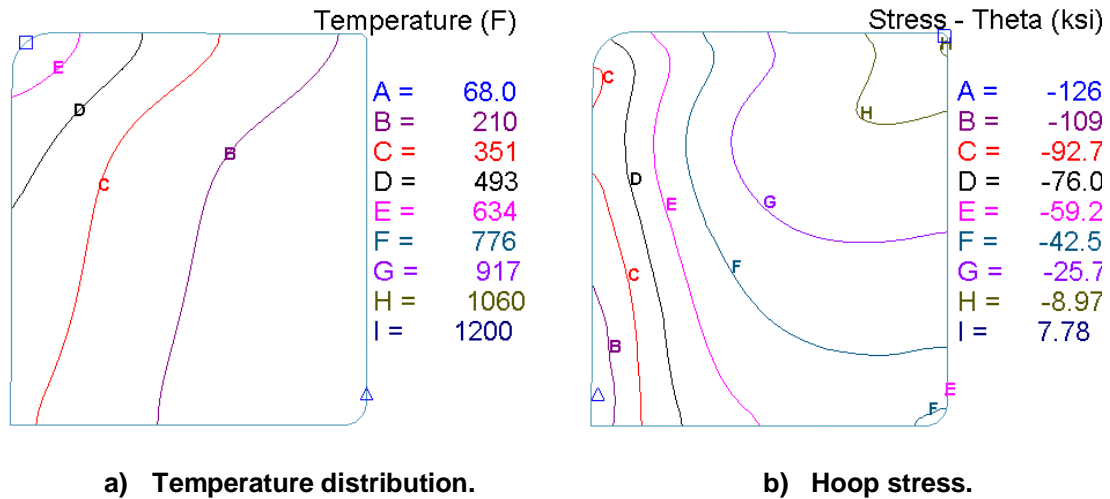 Temperature (F)
E
D
C
B
A = 68.0
B = 210
C = 351
D = 493
E = 634
F = 776
G = 917
H = 1060
I = 1200
a) Temperature distribution.
Stress - Theta (ksi)
H
C
H
D
E
G
F
C
B
E
F
A = -126
B = -109
C = -92.7
D = -76.0
E = -59.2
F = -42.5
G = -25.7
H = -8.97
I = 7.78
b) Hoop stress.